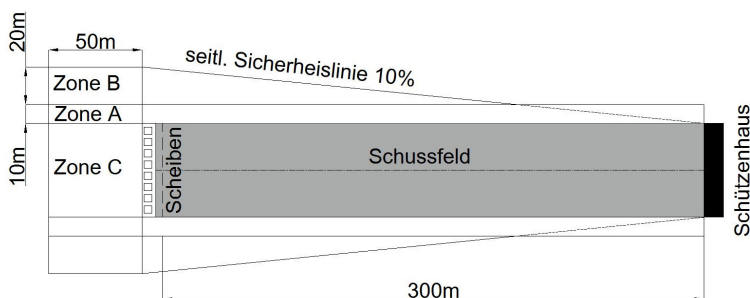 20m
50m
seitl. Sicherheislinie 10%
Zone B
Zone A
10m
Zone C
Scheiben
Schussfeld
Schützenhaus
300m